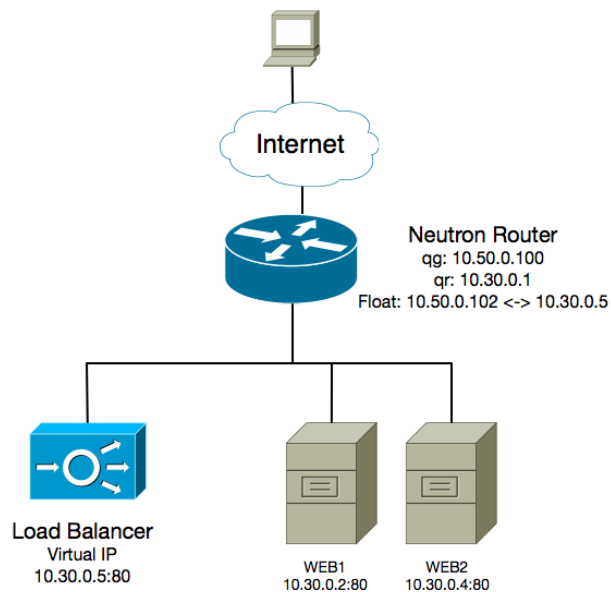 Internet
Neutron Router
qg: 10.50.0.100
qr: 10.30.0.1
Float: 10.50.0.102 <-> 10.30.0.5
Load Balancer
Virtual IP
10.30.0.5:80
WEB1
10.30.0.2:80
WEB2
10.30.0.4:80